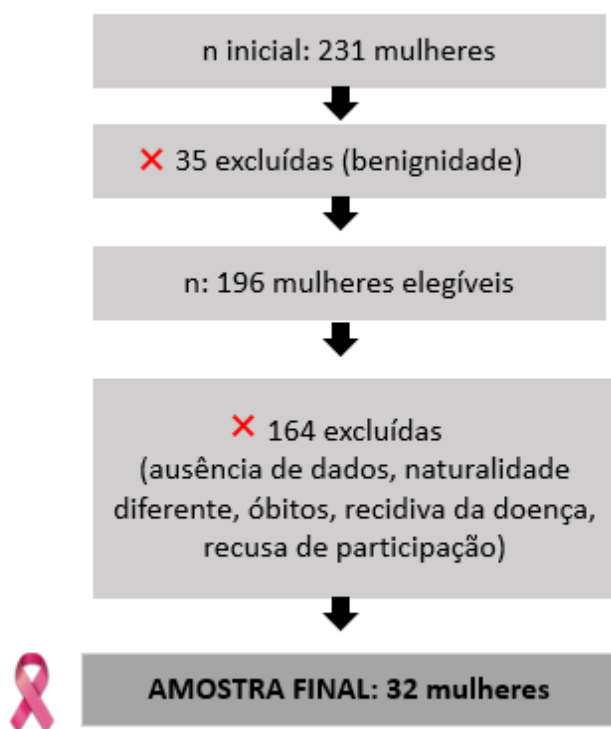 n inicial: 231 mulheres
35 excluídas (benignidade)
n: 196 mulheres elegíveis
164 excluídas
(ausência de dados, naturalidade
diferente, óbitos, recidiva da doença,
recusa de participação)
AMOSTRA FINAL: 32 mulheres